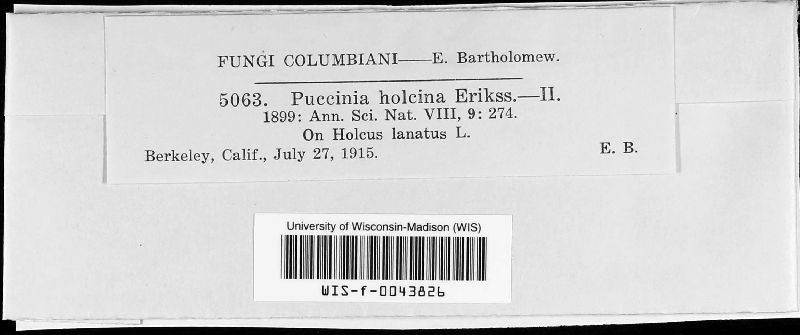 FUNGI COLUMBIANI——E. Bartholomew.
5063. Puccinia holcina Erikss.—II.
1899: Ann. Sci. Nat. VIII, 9: 274.
On Holcus lanatus L.
Berkeley, Calif., July 27, 1915. E. B.
University of Wisconsin-Madison (WIS)
WIS-f-0043826